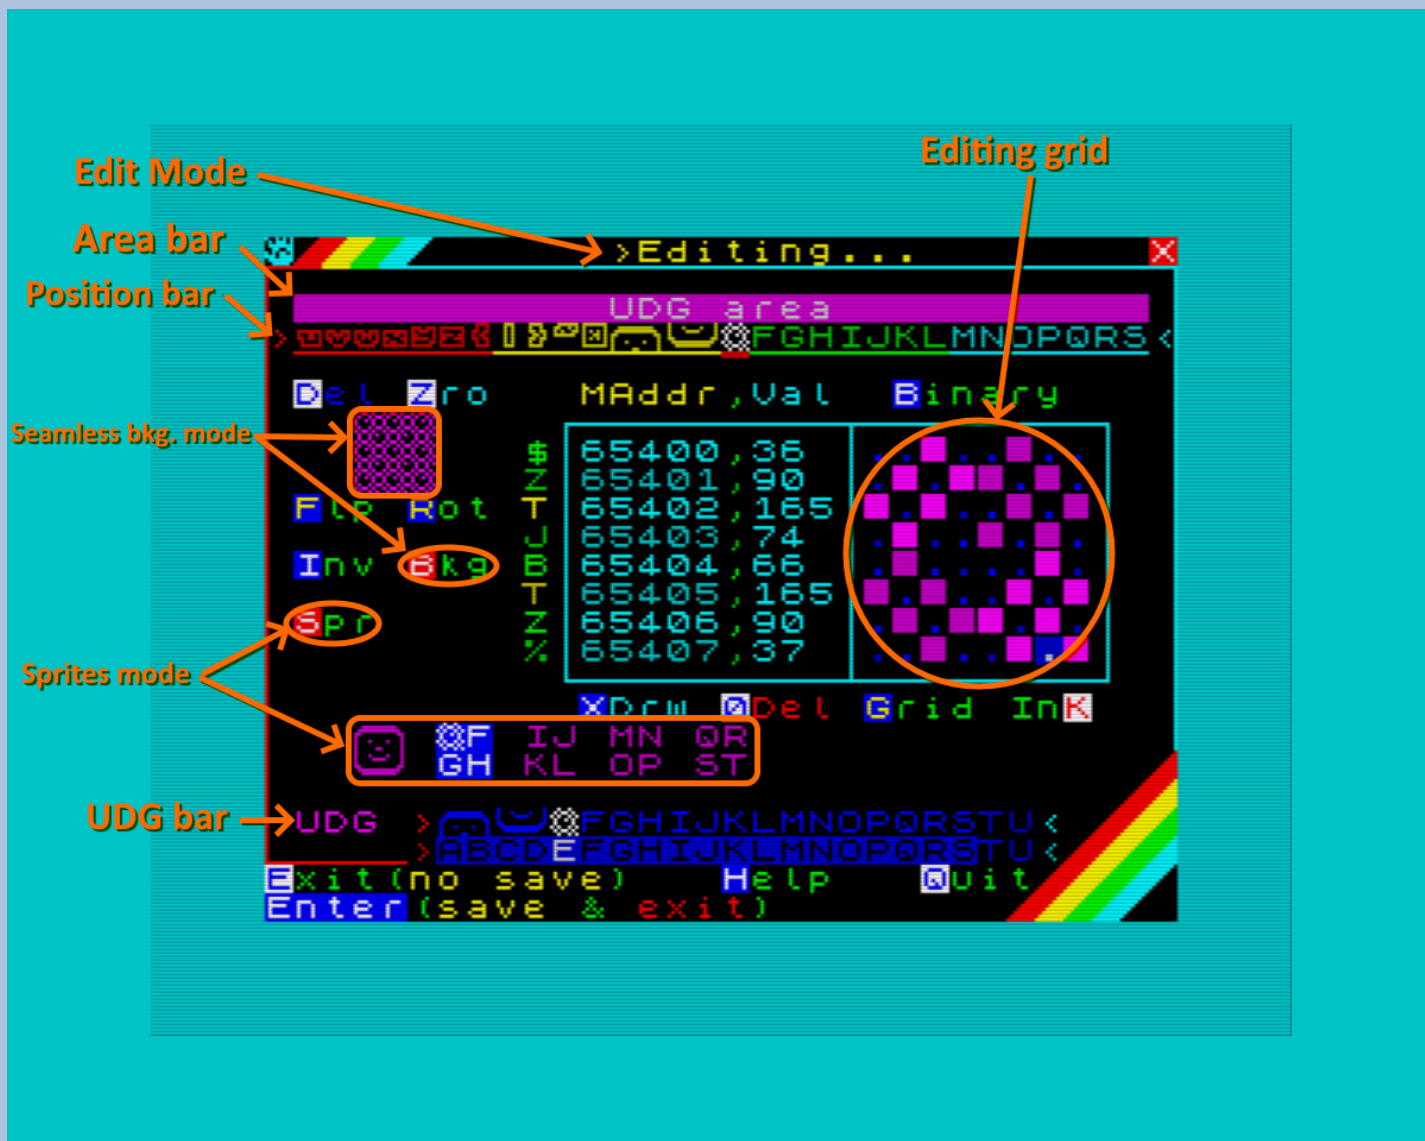 Editing grid
Edit Mode
Area bar
>Editing...
X
Position bar
UDG area
> FGHIJKLMNOPQRS <
Del Zro MAddr,Val Binary
Seamless bkg. mode
$ 65400,36
Z 65401,90
Flp Rot T 65402,165
J 65403,74
Inv Bkg B 65404,66
T 65405,165
Spr Z 65406,90
% 65407,37
Sprites mode
XDrw 0Del Grid InK
F IJ MN QR
GH KL OP ST
UDG bar
UDG > FGHIJKLMNOPQRSTU <
>ABCDEFGHIJKLMNOPQRSTU <
Exit(no save) Help Quit
Enter(save & exit)